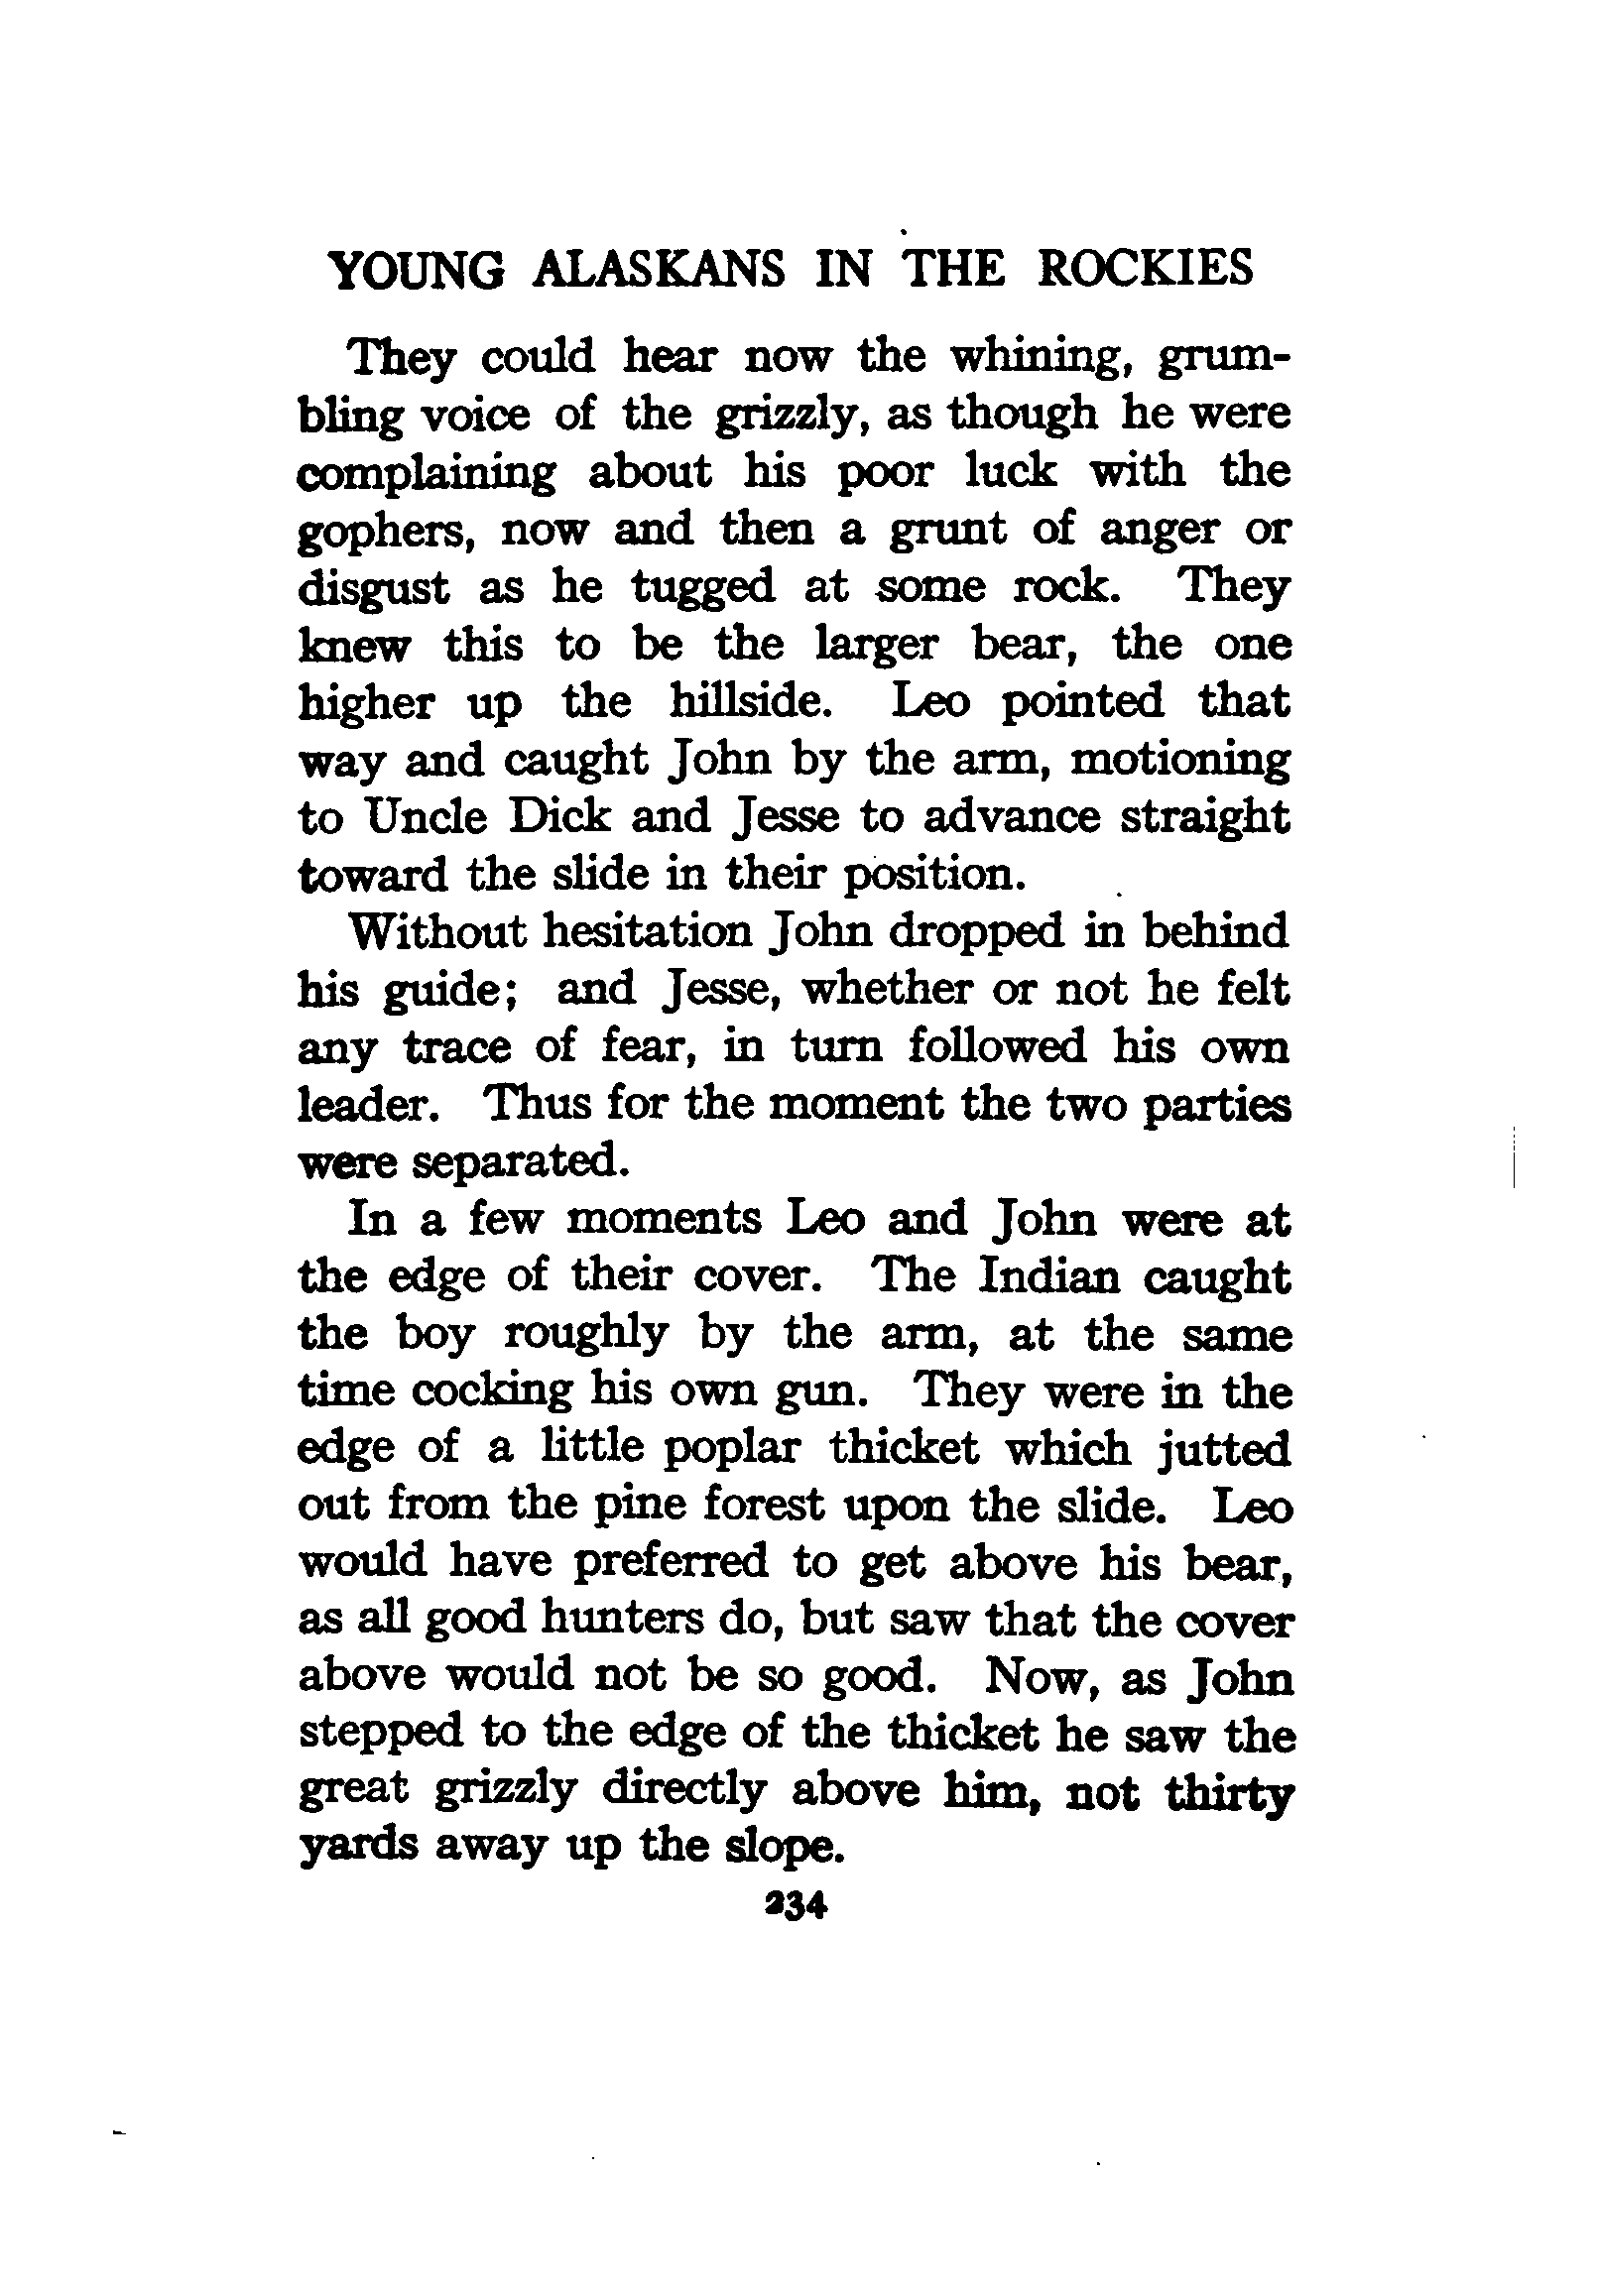 YOUNG ALASKANS IN THE ROCKIES
They could hear now the whining, grum-
bling voice of the grizzly, as though he were
complaining about his poor luck with the
gophers, now and then a grunt of anger or
disgust as he tugged at some rock. They
knew this to be the larger bear, the one
higher up the hillside. Leo pointed that
way and caught John by the arm, motioning
to Uncle Dick and Jesse to advance straight
toward the slide in their position.
Without hesitation John dropped in behind
his guide; and Jesse, whether or not he felt
any trace of fear, in turn followed his own
leader. Thus for the moment the two parties
were separated.
In a few moments Leo and John were at
the edge of their cover. The Indian caught
the boy roughly by the arm, at the same
time cocking his own gun. They were in the
edge of a little poplar thicket which jutted
out from the pine forest upon the slide. Leo
would have preferred to get above his bear,
as all good hunters do, but saw that the cover
above would not be so good. Now, as John
stepped to the edge of the thicket he saw the
great grizzly directly above him, not thirty
yards away up the slope.
234